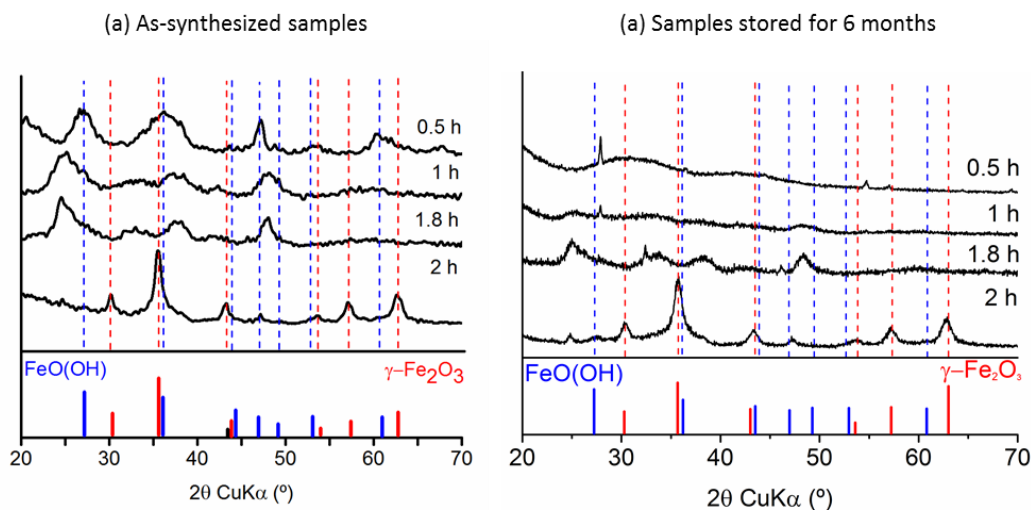 (a) As-synthesized samples
0.5 h
1 h
1.8 h
2 h
FeO(OH)
γ-Fe₂O₃
20 30 40 50 60 70
2θ CuKα (º)
(a) Samples stored for 6 months
0.5 h
1 h
1.8 h
2 h
FeO(OH)
γ-Fe₂O₃
20 30 40 50 60 70
2θ CuKα (º)